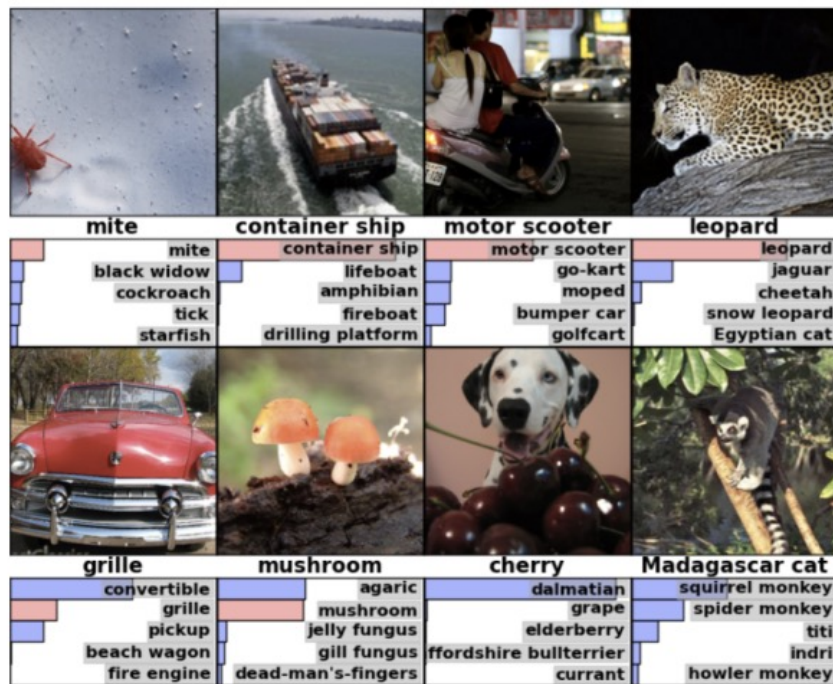 mite
container ship
motor scooter
leopard
mite
black widow
cockroach
tick
starfish
container ship
lifeboat
amphibian
fireboat
drilling platform
motor scooter
go-kart
moped
bumper car
golfcart
leopard
jaguar
cheetah
snow leopard
Egyptian cat
grille
mushroom
cherry
Madagascar cat
convertible
grille
pickup
beach wagon
fire engine
agaric
mushroom
jelly fungus
gill fungus
dead-man's-fingers
dalmatian
grape
elderberry
ffordshire bullterrier
currant
squirrel monkey
spider monkey
titi
indri
howler monkey